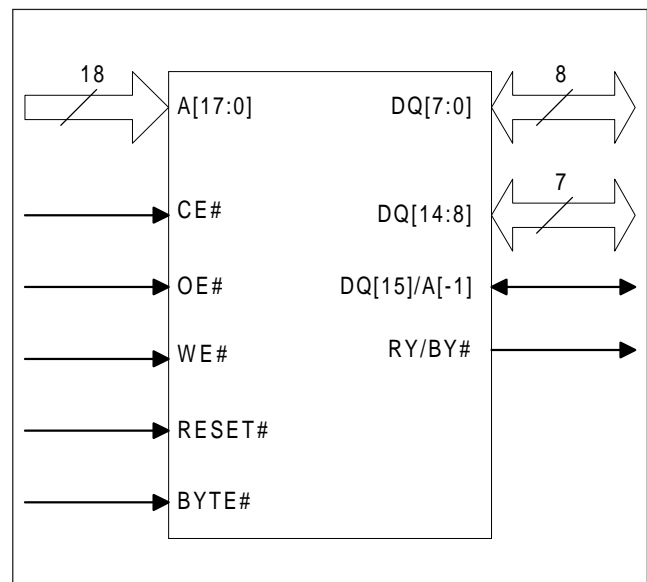 18
A[17:0]
CE#
OE#
WE#
RESET#
BYTE#
8
DQ[7:0]
7
DQ[14:8]
DQ[15]/A[-1]
RY/BY#